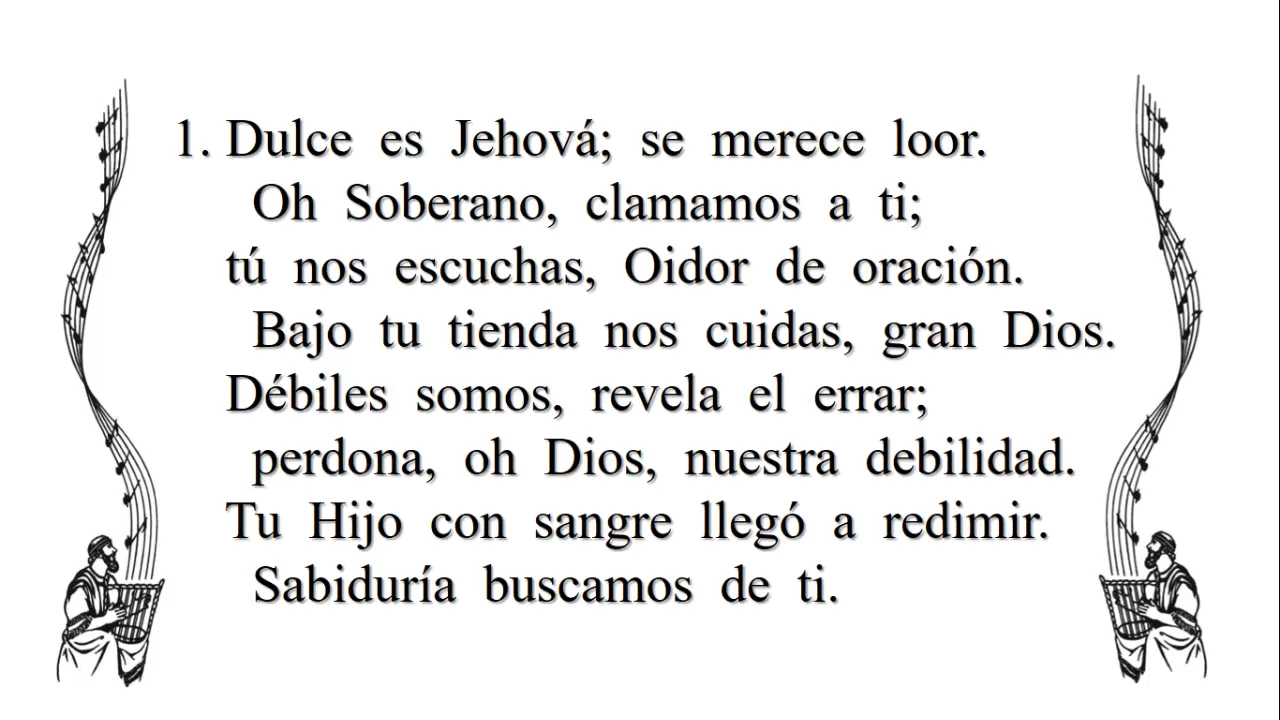 1. Dulce es Jehová; se merece loor.
Oh Soberano, clamamos a ti;
tú nos escuchas, Oidor de oración.
Bajo tu tienda nos cuidas, gran Dios.
Débiles somos, revela el errar;
perdona, oh Dios, nuestra debilidad.
Tu Hijo con sangre llegó a redimir.
Sabiduría buscamos de ti.